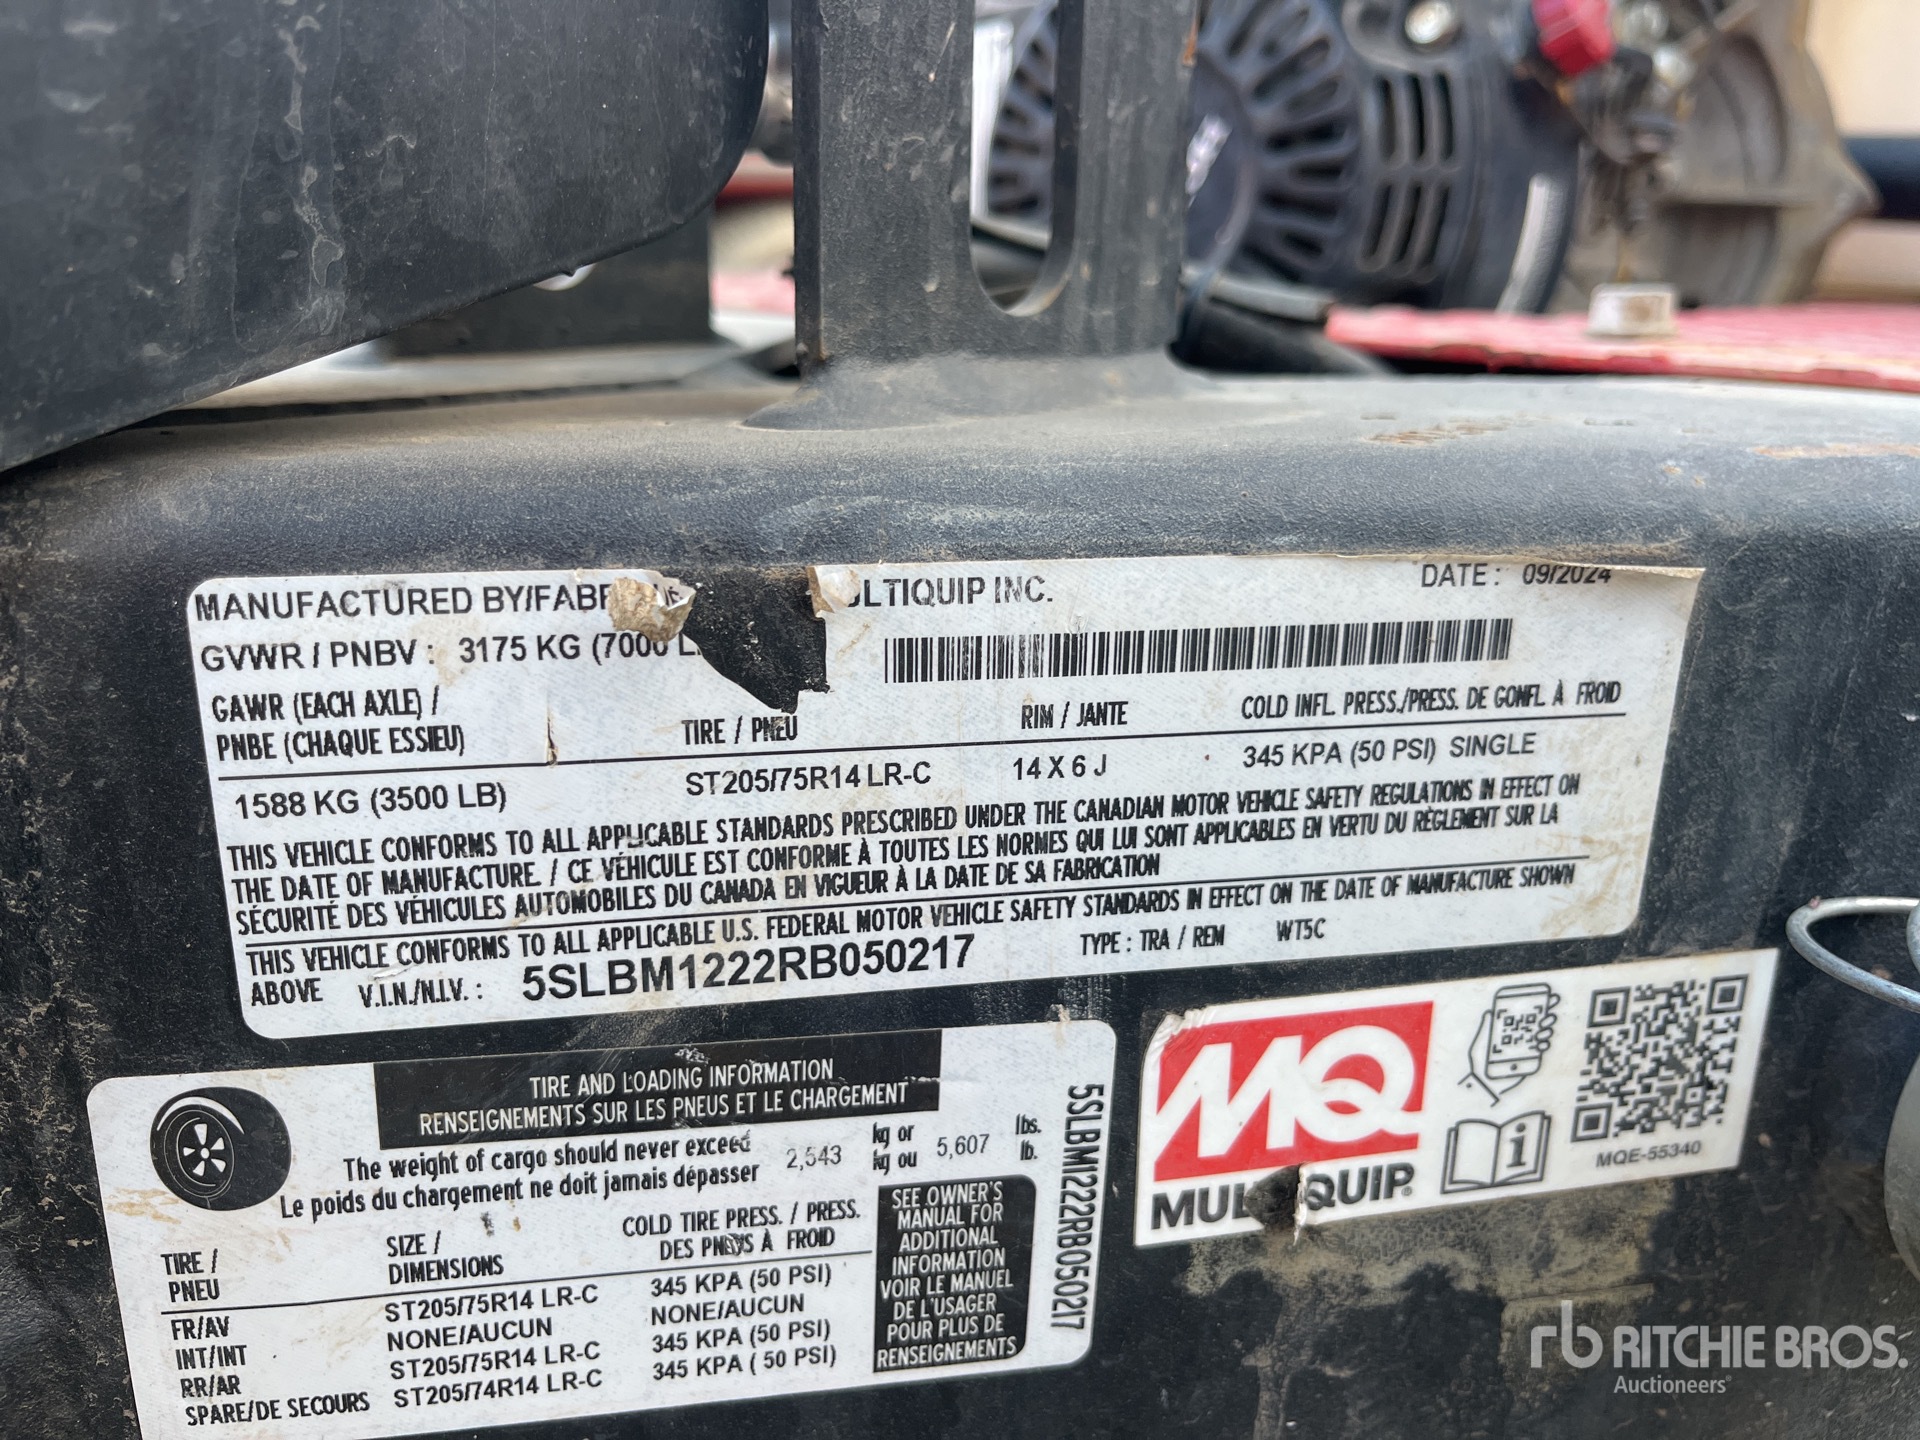 MANUFACTURED BY/FABR
LTIQUIP INC.
DATE : 09/2024
GVWR / PNBV : 3175 KG (7000 L
GAWR (EACH AXLE) /
PNBE (CHAQUE ESSIEU)
TIRE / PNEU
RIM / JANTE
COLD INFL. PRESS./PRESS. DE GONFL. À FROID
1588 KG (3500 LB)
ST205/75R14 LR-C
14 X 6 J
345 KPA (50 PSI) SINGLE
THIS VEHICLE CONFORMS TO ALL APPLICABLE STANDARDS PRESCRIBED UNDER THE CANADIAN MOTOR VEHICLE SAFETY REGULATIONS IN EFFECT ON
THE DATE OF MANUFACTURE. / CE VÉHICULE EST CONFORME À TOUTES LES NORMES QUI LUI SONT APPLICABLES EN VERTU DU RÈGLEMENT SUR LA
SÉCURITÉ DES VÉHICULES AUTOMOBILES DU CANADA EN VIGUEUR À LA DATE DE SA FABRICATION
THIS VEHICLE CONFORMS TO ALL APPLICABLE U.S. FEDERAL MOTOR VEHICLE SAFETY STANDARDS IN EFFECT ON THE DATE OF MANUFACTURE SHOWN
ABOVE V.I.N./N.I.V. : 5SLBM1222RB050217 TYPE : TRA / REM WT5C
TIRE AND LOADING INFORMATION
RENSEIGNEMENTS SUR LES PNEUS ET LE CHARGEMENT
The weight of cargo should never exceed 2,543 kg or 5,607 lbs.
Le poids du chargement ne doit jamais dépasser kg ou lb.
TIRE /
PNEU
SIZE /
DIMENSIONS
COLD TIRE PRESS. / PRESS.
DES PNEUS À FROID
FR/AV ST205/75R14 LR-C 345 KPA (50 PSI)
INT/INT NONE/AUCUN NONE/AUCUN
RR/AR ST205/75R14 LR-C 345 KPA (50 PSI)
SPARE/DE SECOURS ST205/74R14 LR-C 345 KPA ( 50 PSI)
SEE OWNER'S
MANUAL FOR
ADDITIONAL
INFORMATION
VOIR LE MANUEL
DE L'USAGER
POUR PLUS DE
RENSEIGNEMENTS
5SLBM1222RB050217
MQ
MUL QUIP
i
MQE-55340
rb RITCHIE BROS.
Auctioneers